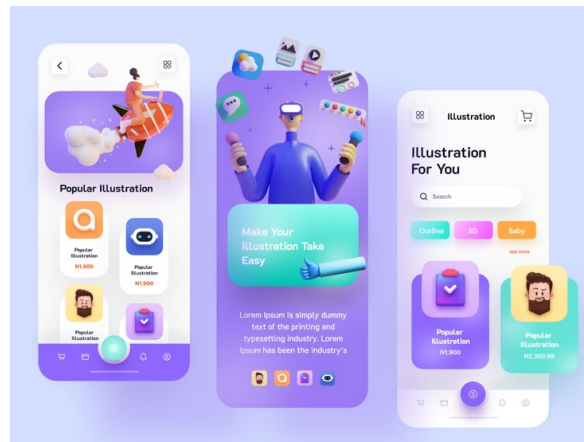 Popular Illustration
Popular
Illustration
N1,900
Popular
Illustration
N1,900
Popular
Illustration
Make Your
Illustration Take
Easy
Lorem Ipsum is simply dummy
text of the printing and
typesetting industry. Lorem
Ipsum has been the industry's
Illustration
Illustration
For You
Search
Outline
3D
Baby
see more
Popular
Illustration
N1,900
Popular
Illustration
N2,309.99